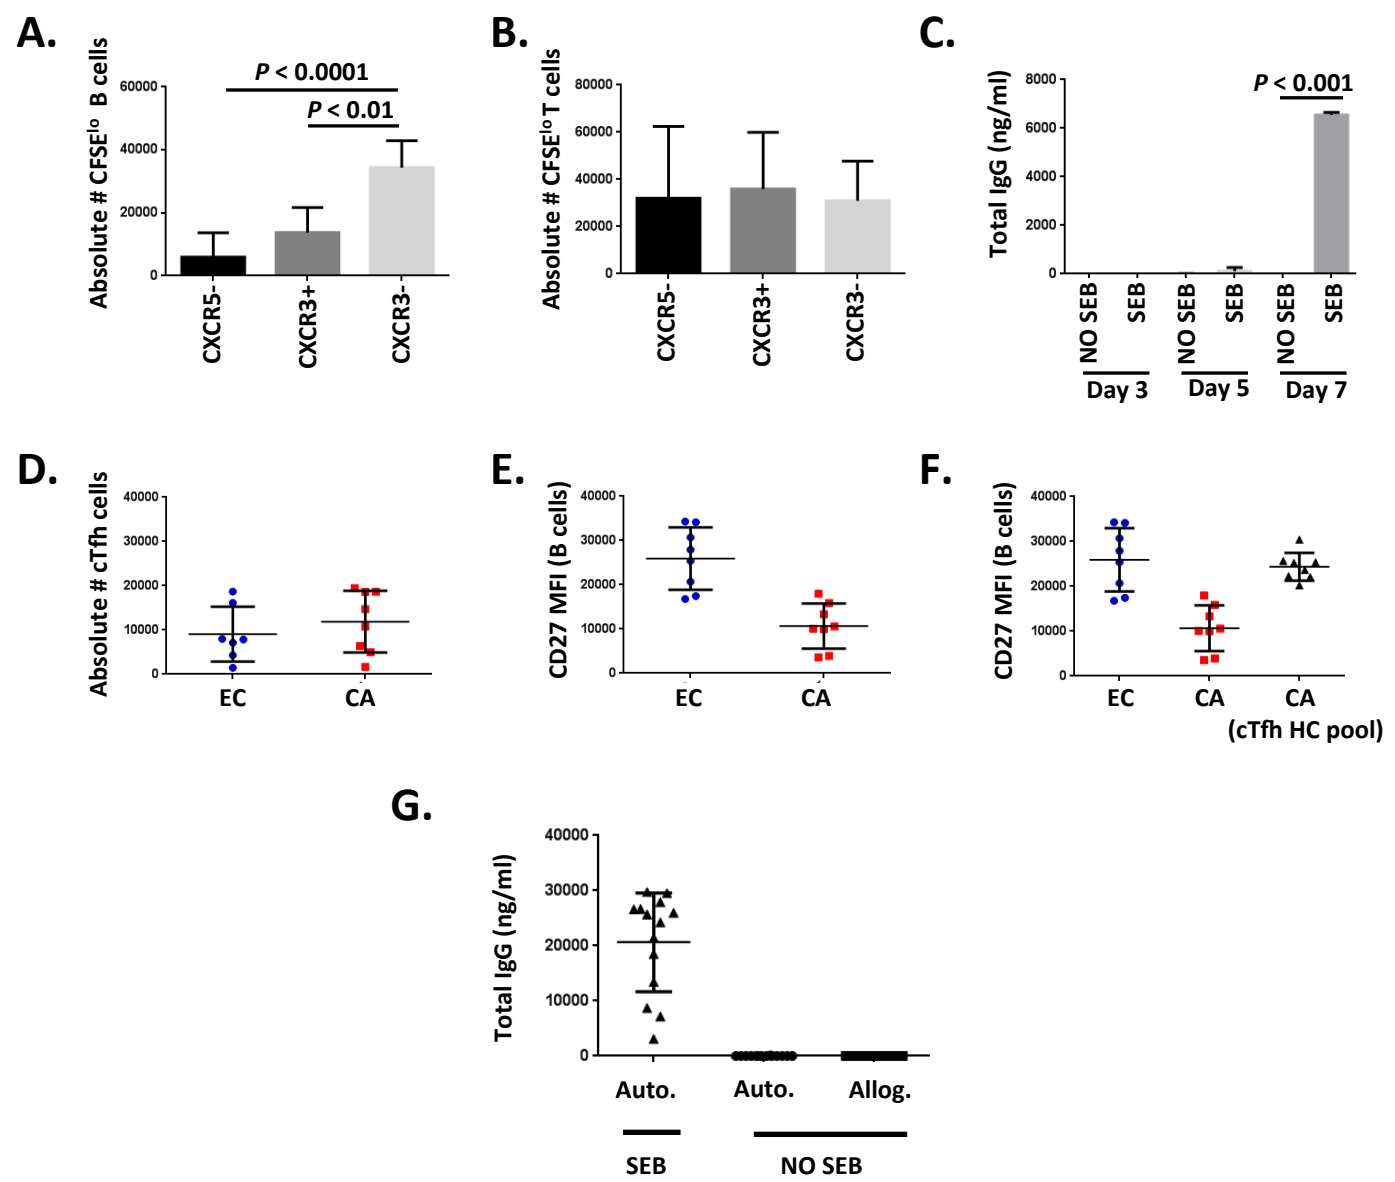 A.
Absolute # CFSE^lo B cells
60000
40000
20000
0
P < 0.0001
P < 0.01
CXCR5-
CXCR3+
CXCR3-
B.
Absolute # CFSE^lo T cells
80000
60000
40000
20000
0
CXCR5-
CXCR3+
CXCR3-
C.
Total IgG (ng/ml)
8000
6000
4000
2000
0
P < 0.001
NO SEB
SEB
NO SEB
SEB
NO SEB
SEB
Day 3
Day 5
Day 7
D.
Absolute # cTfh cells
40000
30000
20000
10000
0
EC
CA
E.
CD27 MFI (B cells)
40000
30000
20000
10000
0
EC
CA
F.
CD27 MFI (B cells)
40000
30000
20000
10000
0
EC
CA
CA
(cTfh HC pool)
G.
Total IgG (ng/ml)
40000
30000
20000
10000
0
Auto.
Auto.
Allog.
SEB
NO SEB